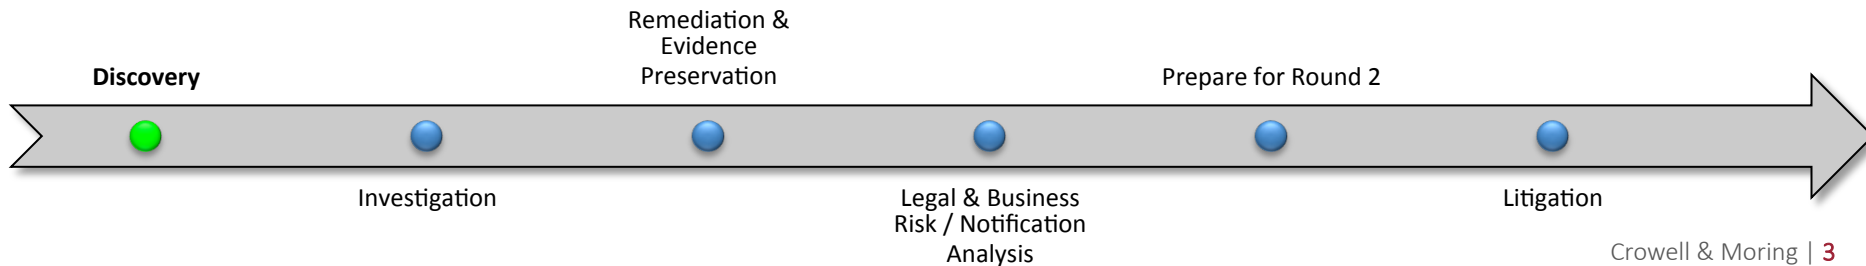 Discovery
Investigation
Remediation &
Evidence
Preservation
Legal & Business
Risk / Notification
Analysis
Prepare for Round 2
Litigation
Crowell & Moring | 3